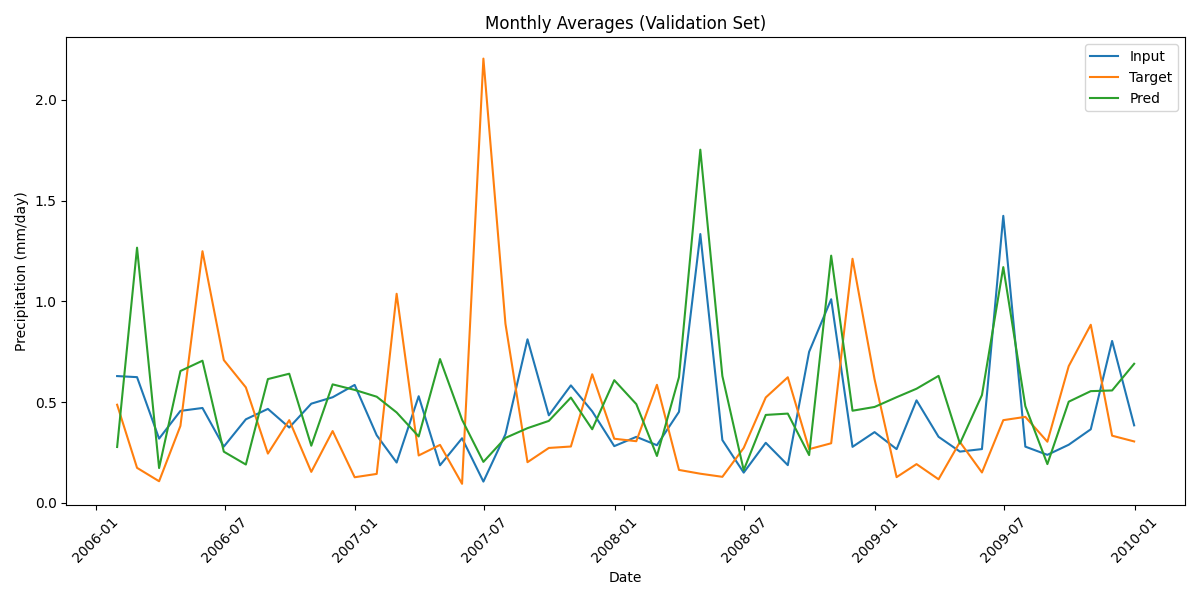 Monthly Averages (Validation Set)
Input
Target
Pred
Precipitation (mm/day)
2.0
1.5
1.0
0.5
0.0
2006-01
2006-07
2007-01
2007-07
2008-01
2008-07
2009-01
2009-07
2010-01
Date